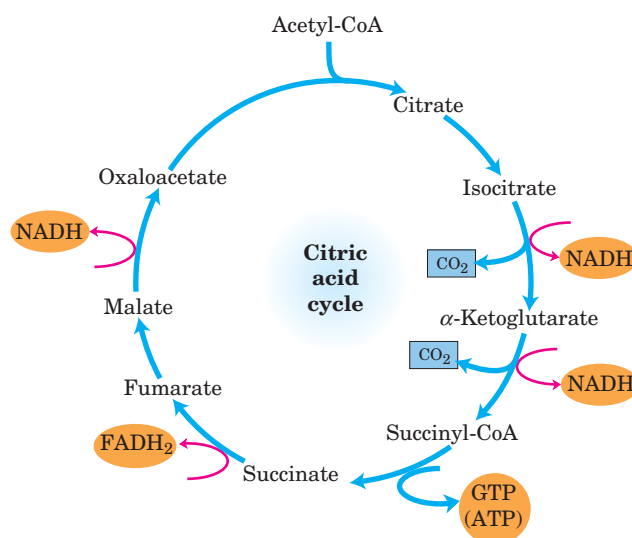 Acetyl-CoA
Citrate
Isocitrate
CO₂
NADH
α-Ketoglutarate
CO₂
NADH
Succinyl-CoA
GTP
(ATP)
Succinate
FADH₂
Fumarate
Malate
NADH
Oxaloacetate
Citric
acid
cycle